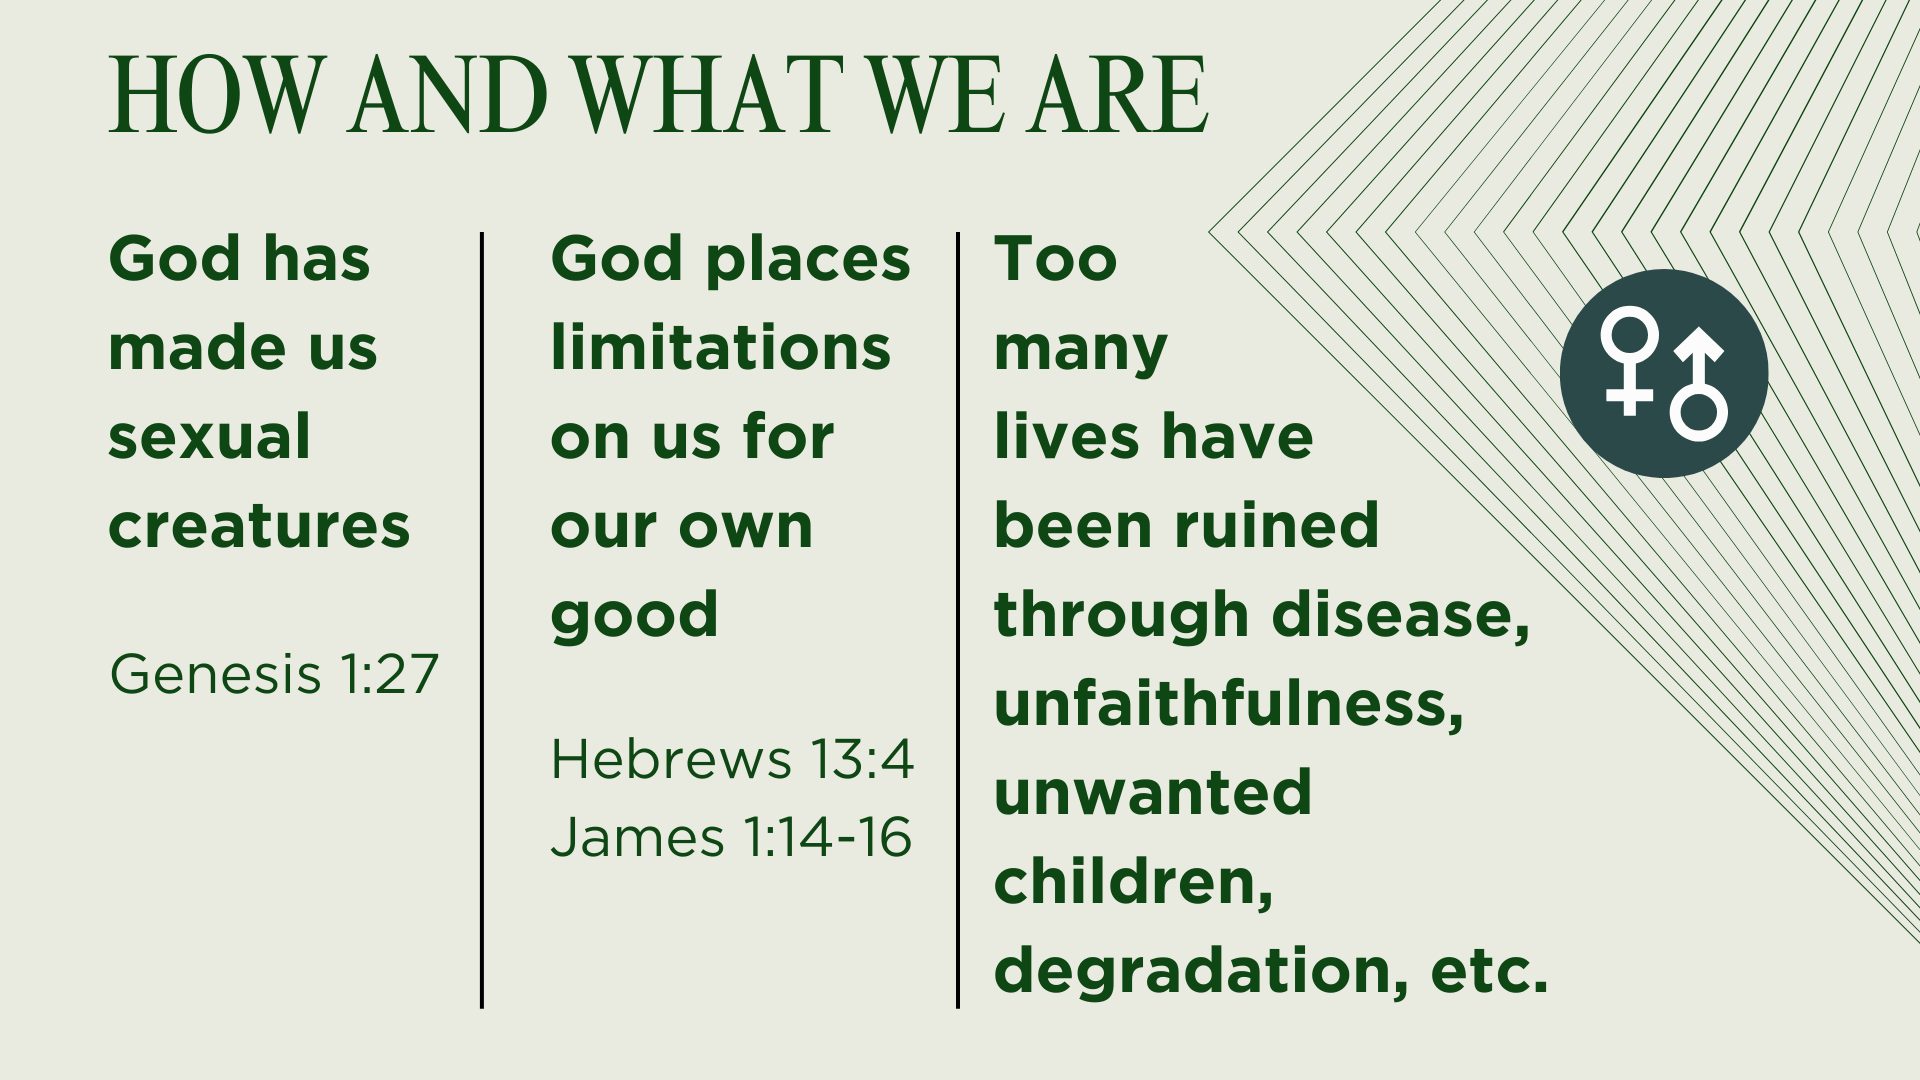 HOW AND WHAT WE ARE
God has
made us
sexual
creatures
Genesis 1:27
God places
limitations
on us for
our own
good
Hebrews 13:4
James 1:14-16
Too
many
lives have
been ruined
through disease,
unfaithfulness,
unwanted
children,
degradation, etc.